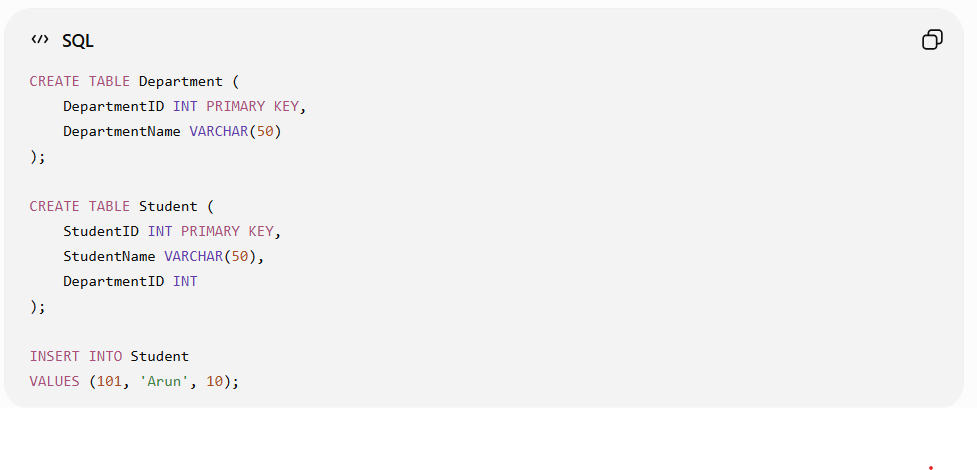 SQL
CREATE TABLE Department (
    DepartmentID INT PRIMARY KEY,
    DepartmentName VARCHAR(50)
);
CREATE TABLE Student (
    StudentID INT PRIMARY KEY,
    StudentName VARCHAR(50),
    DepartmentID INT
);
INSERT INTO Student
VALUES (101, 'Arun', 10);